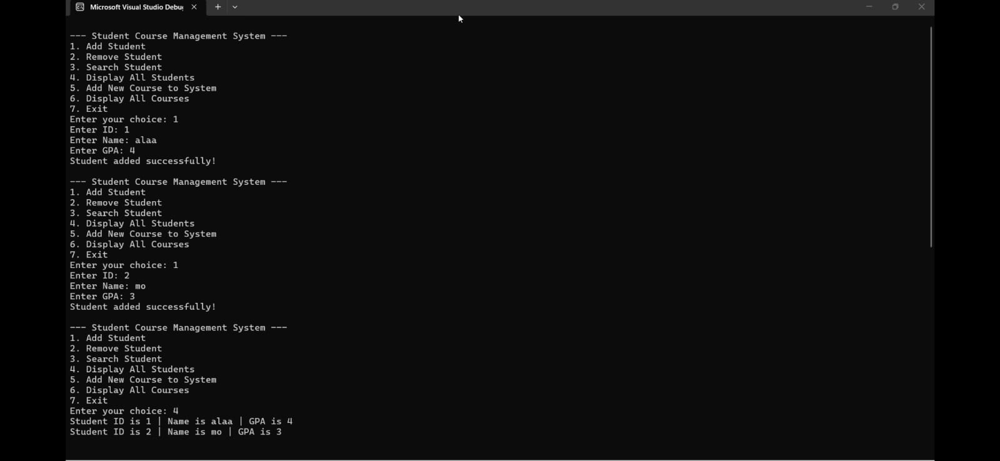 Microsoft Visual Studio Debu
--- Student Course Management System ---
1. Add Student
2. Remove Student
3. Search Student
4. Display All Students
5. Add New Course to System
6. Display All Courses
7. Exit
Enter your choice: 1
Enter ID: 1
Enter Name: alaa
Enter GPA: 4
Student added successfully!
--- Student Course Management System ---
1. Add Student
2. Remove Student
3. Search Student
4. Display All Students
5. Add New Course to System
6. Display All Courses
7. Exit
Enter your choice: 1
Enter ID: 2
Enter Name: mo
Enter GPA: 3
Student added successfully!
--- Student Course Management System ---
1. Add Student
2. Remove Student
3. Search Student
4. Display All Students
5. Add New Course to System
6. Display All Courses
7. Exit
Enter your choice: 4
Student ID is 1 | Name is alaa | GPA is 4
Student ID is 2 | Name is mo | GPA is 3